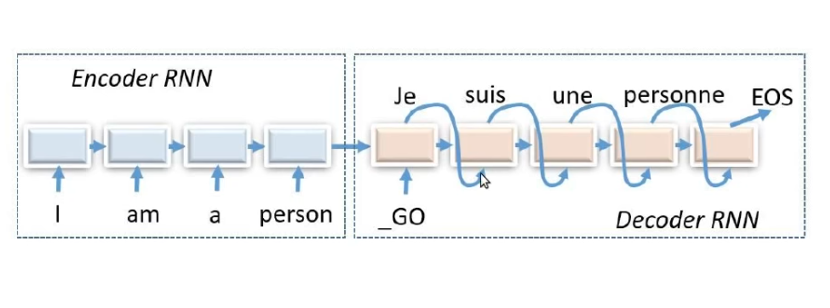 Encoder RNN
I am a person
Je suis une personne EOS
_GO
Decoder RNN